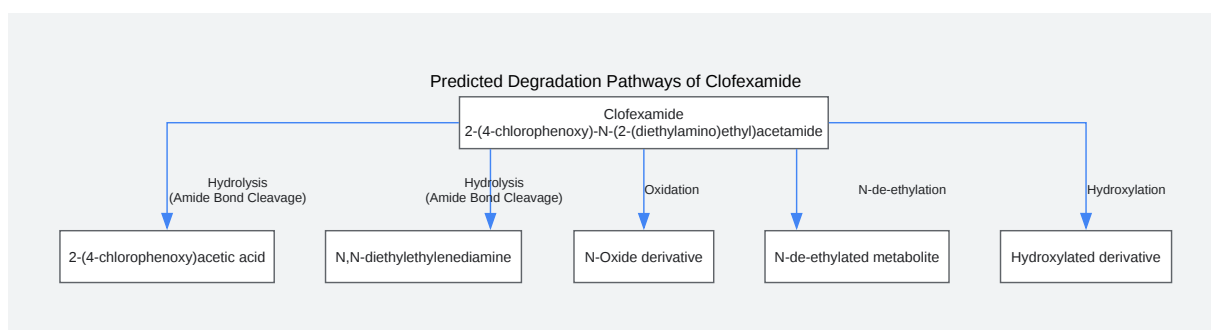 Predicted Degradation Pathways of Clofexamide
Clofexamide
2-(4-chlorophenoxy)-N-(2-(diethylamino)ethyl)acetamide
Hydrolysis
(Amide Bond Cleavage)
Hydrolysis
(Amide Bond Cleavage)
Oxidation
N-de-ethylation
Hydroxylation
2-(4-chlorophenoxy)acetic acid
N,N-diethylethylenediamine
N-Oxide derivative
N-de-ethylated metabolite
Hydroxylated derivative